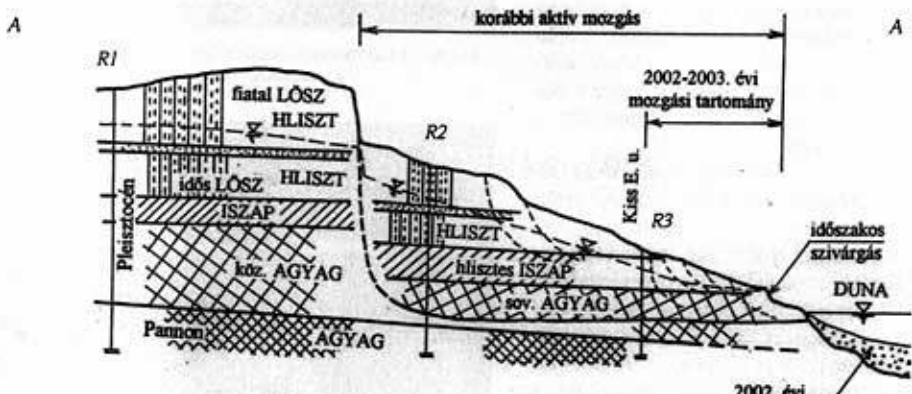 A
korábbi aktív mozgás
A
R1
2002-2003. évi
mozgási tartomány
fiatal LÖSZ
HLISZT
R2
Kiss E. u.
R3
idős LÖSZ
HLISZT
Pleisztocén
ISZAP
HLISZT
időszakos
szivárgás
köz. AGYAG
hlisztes ISZAP
DUNA
sov. AGYAG
Pannon
AGYAG
2002. évi